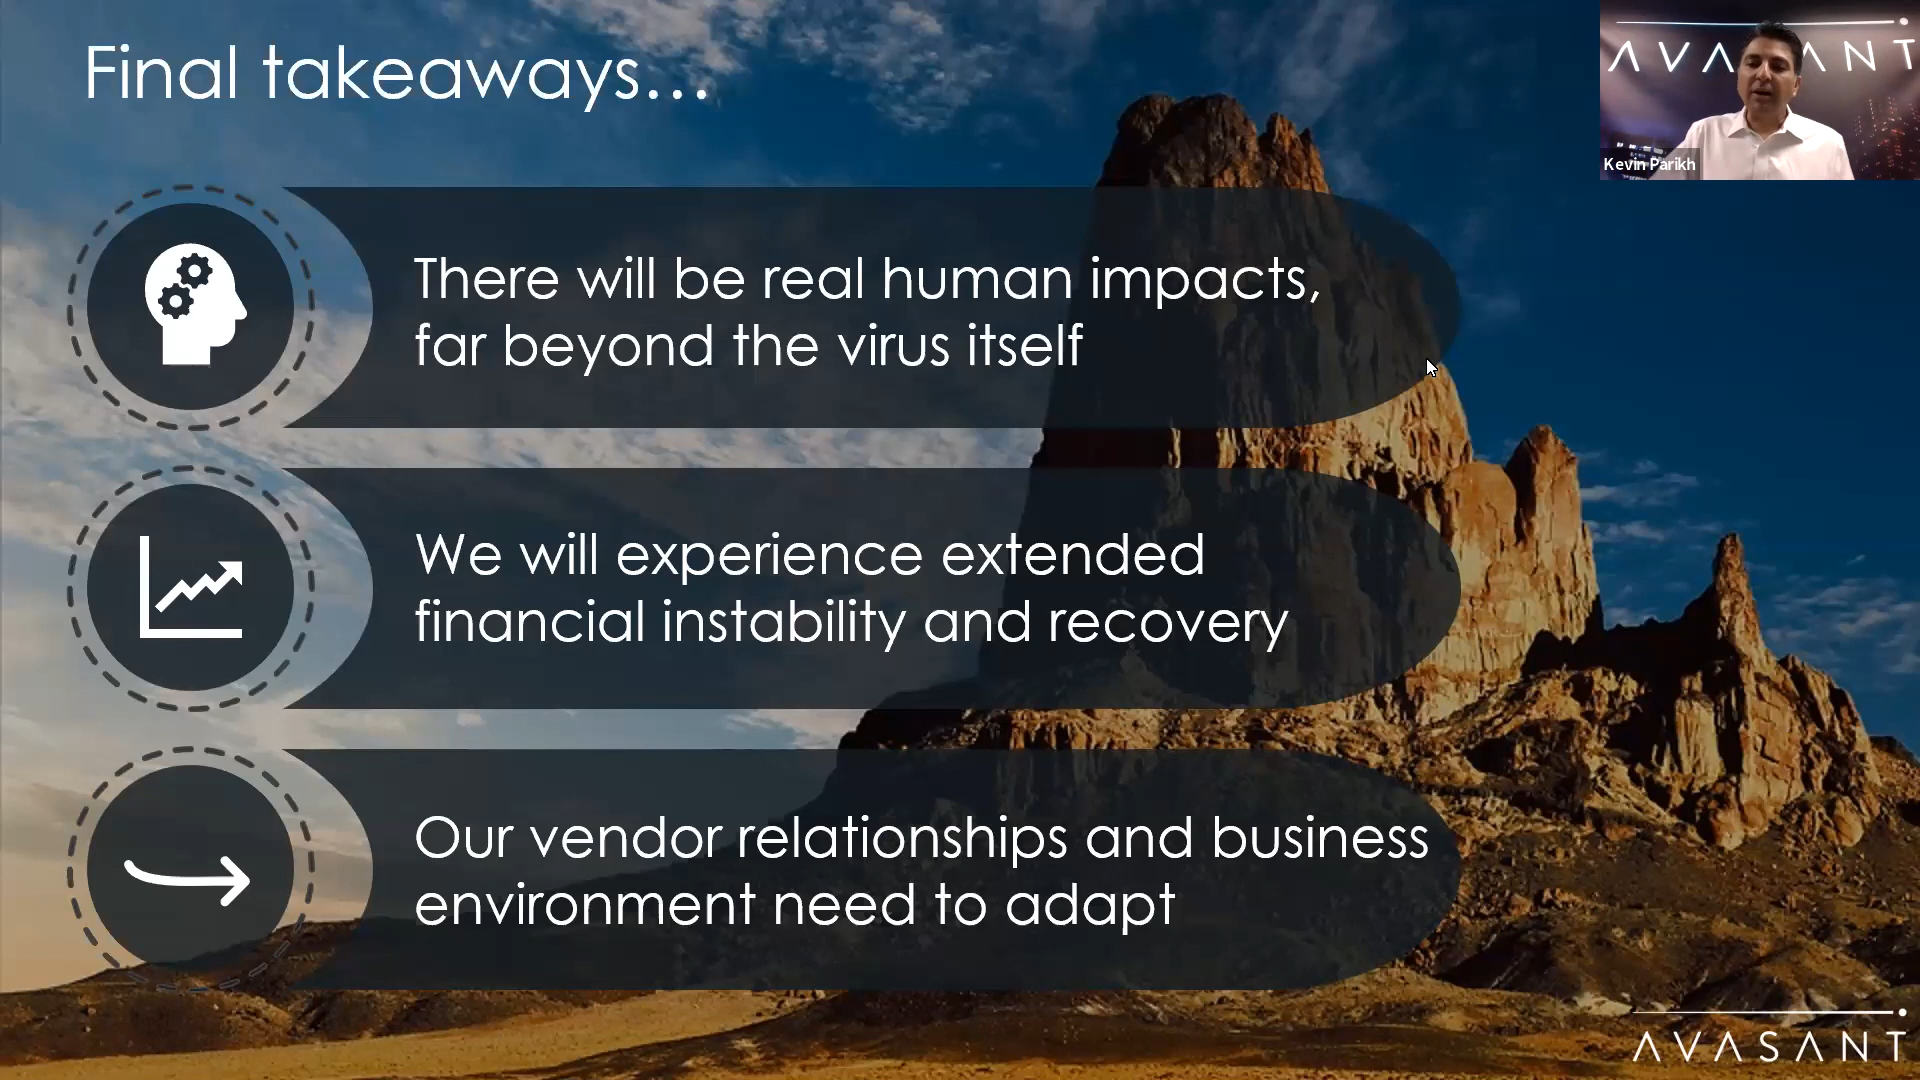 Final takeaways...
AVASANT
Kevin Parikh
There will be real human impacts,
far beyond the virus itself
We will experience extended
financial instability and recovery
Our vendor relationships and business
environment need to adapt
AVASANT